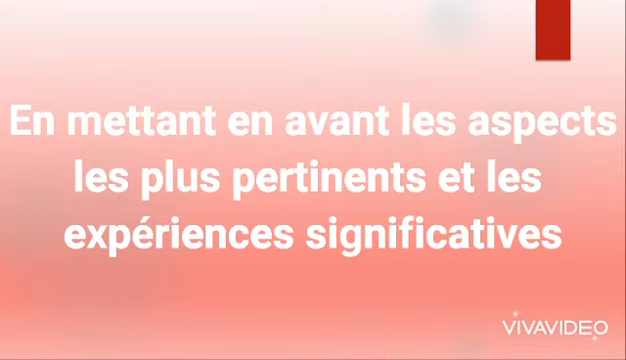 En mettant en avant les aspects
les plus pertinents et les
expériences significatives
VIVAVIDEO